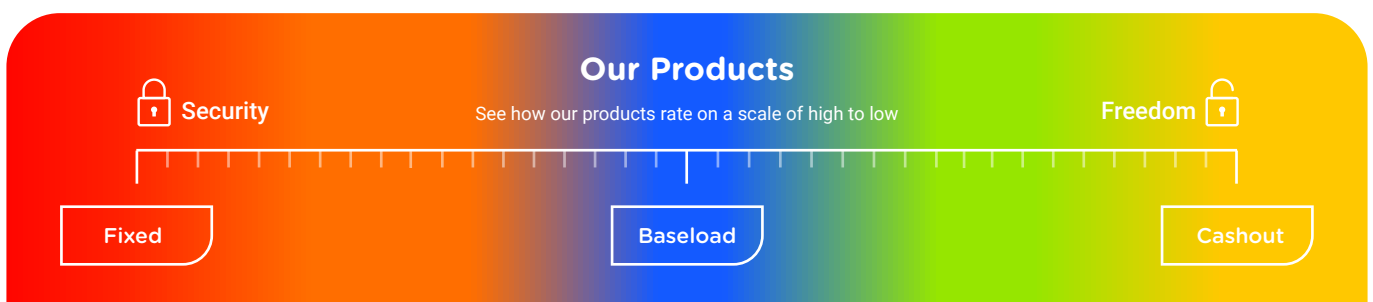 Our Products
Security
See how our products rate on a scale of high to low
Freedom
Fixed
Baseload
Cashout